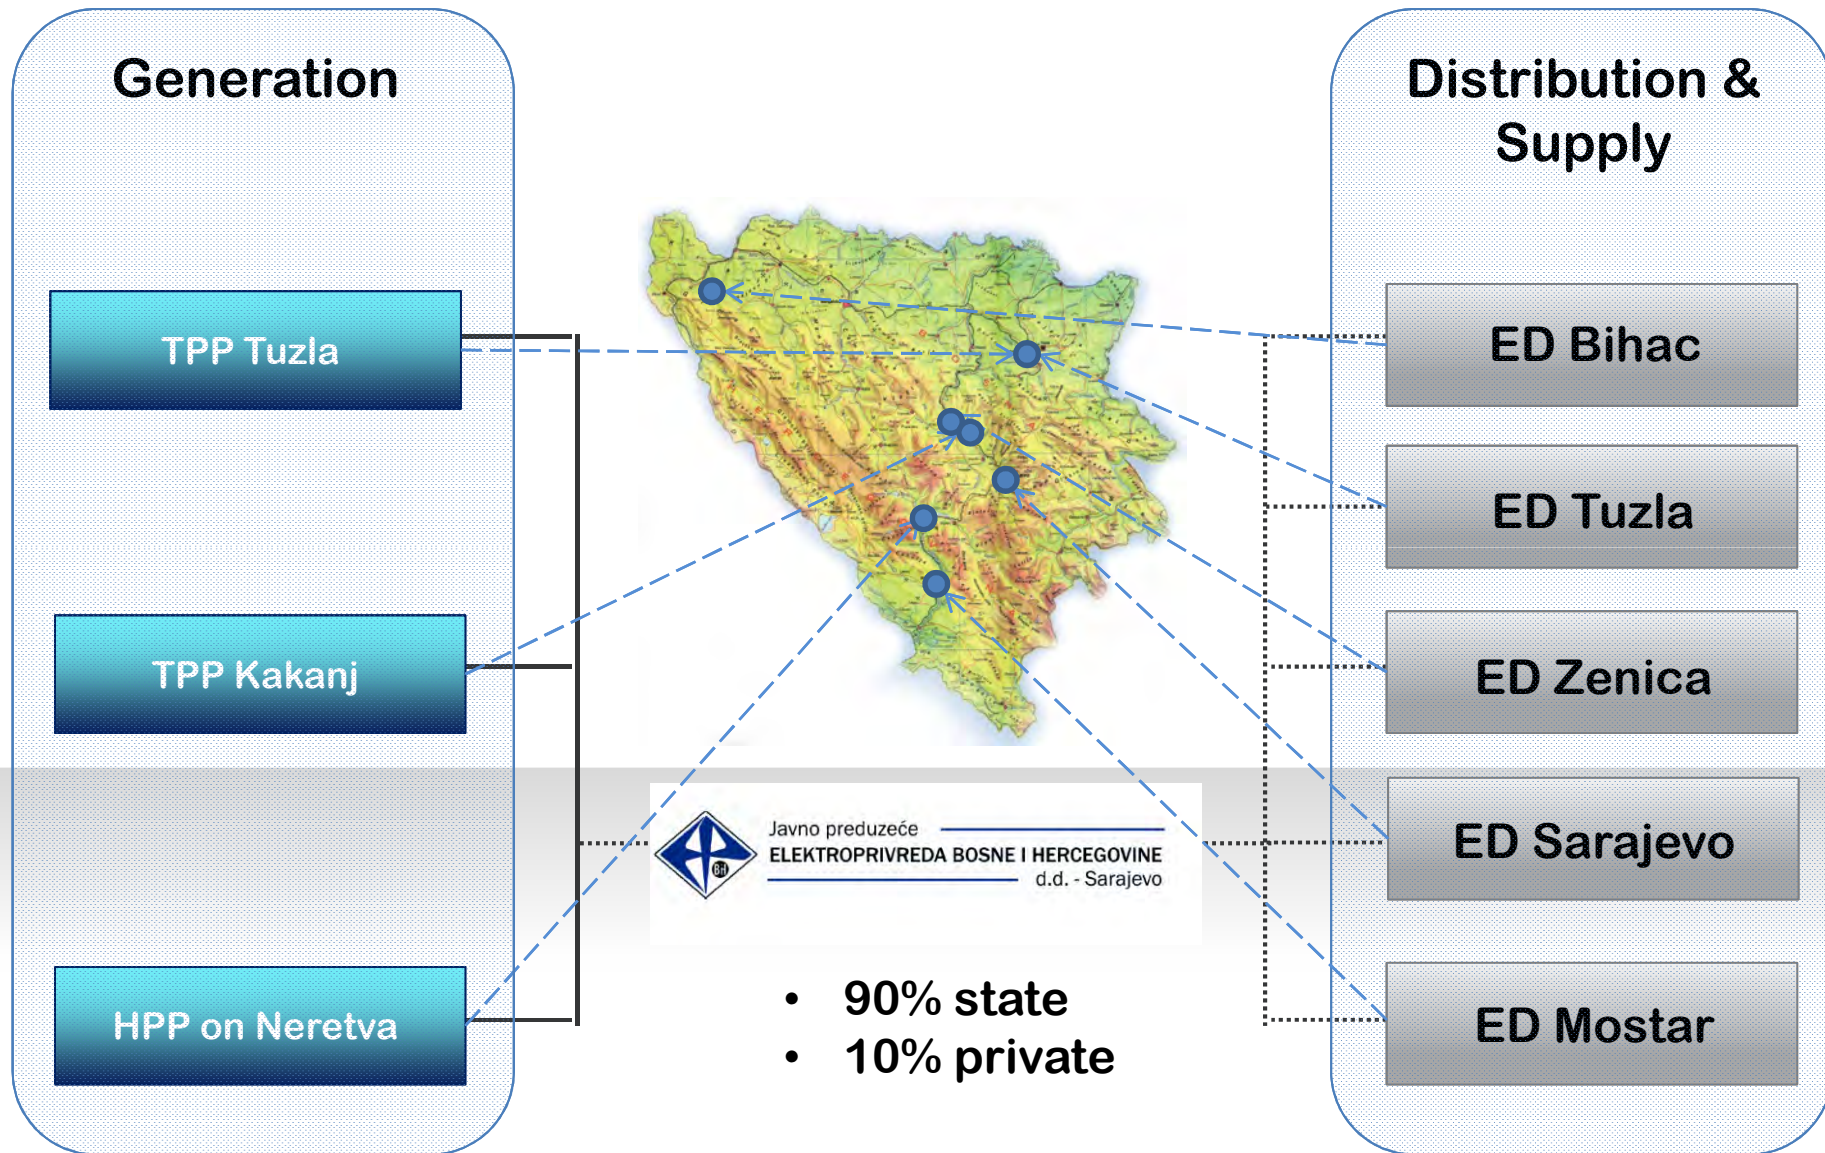 Generation
TPP Tuzla
TPP Kakanj
HPP on Neretva
Javno preduzeće
ELEKTROPRIVREDA BOSNE I HERCEGOVINE
d.d. - Sarajevo
BH
• 90% state
• 10% private
Distribution &
Supply
ED Bihac
ED Tuzla
ED Zenica
ED Sarajevo
ED Mostar